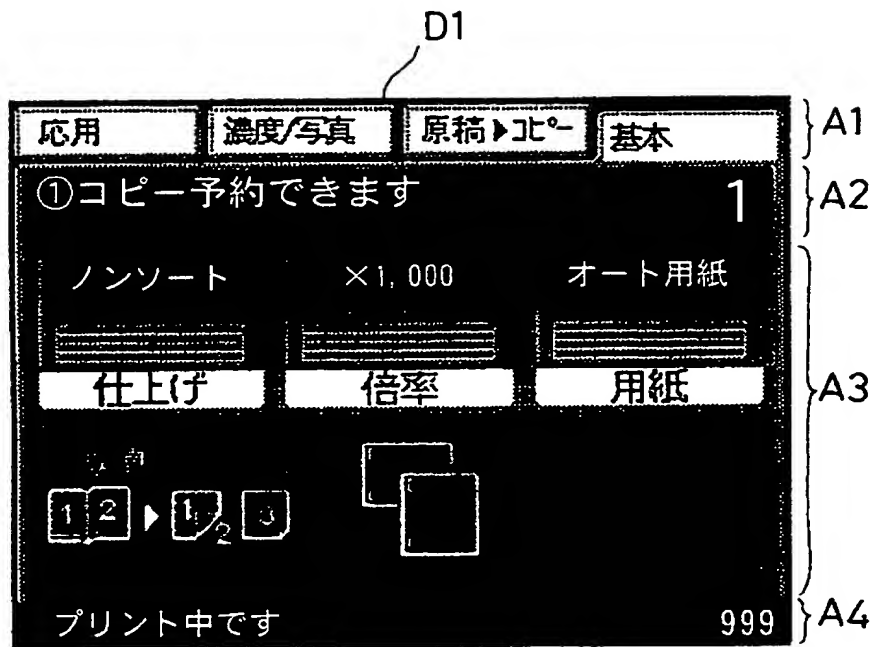 D1
応用 濃度/写真 原稿▶コピー 基本 A1
①コピー予約できます 1 A2
ノンソート ×1,000 オート用紙
仕上げ 倍率 用紙 A3
1 2 ▶ 1 2 3
プリント中です 999 A4